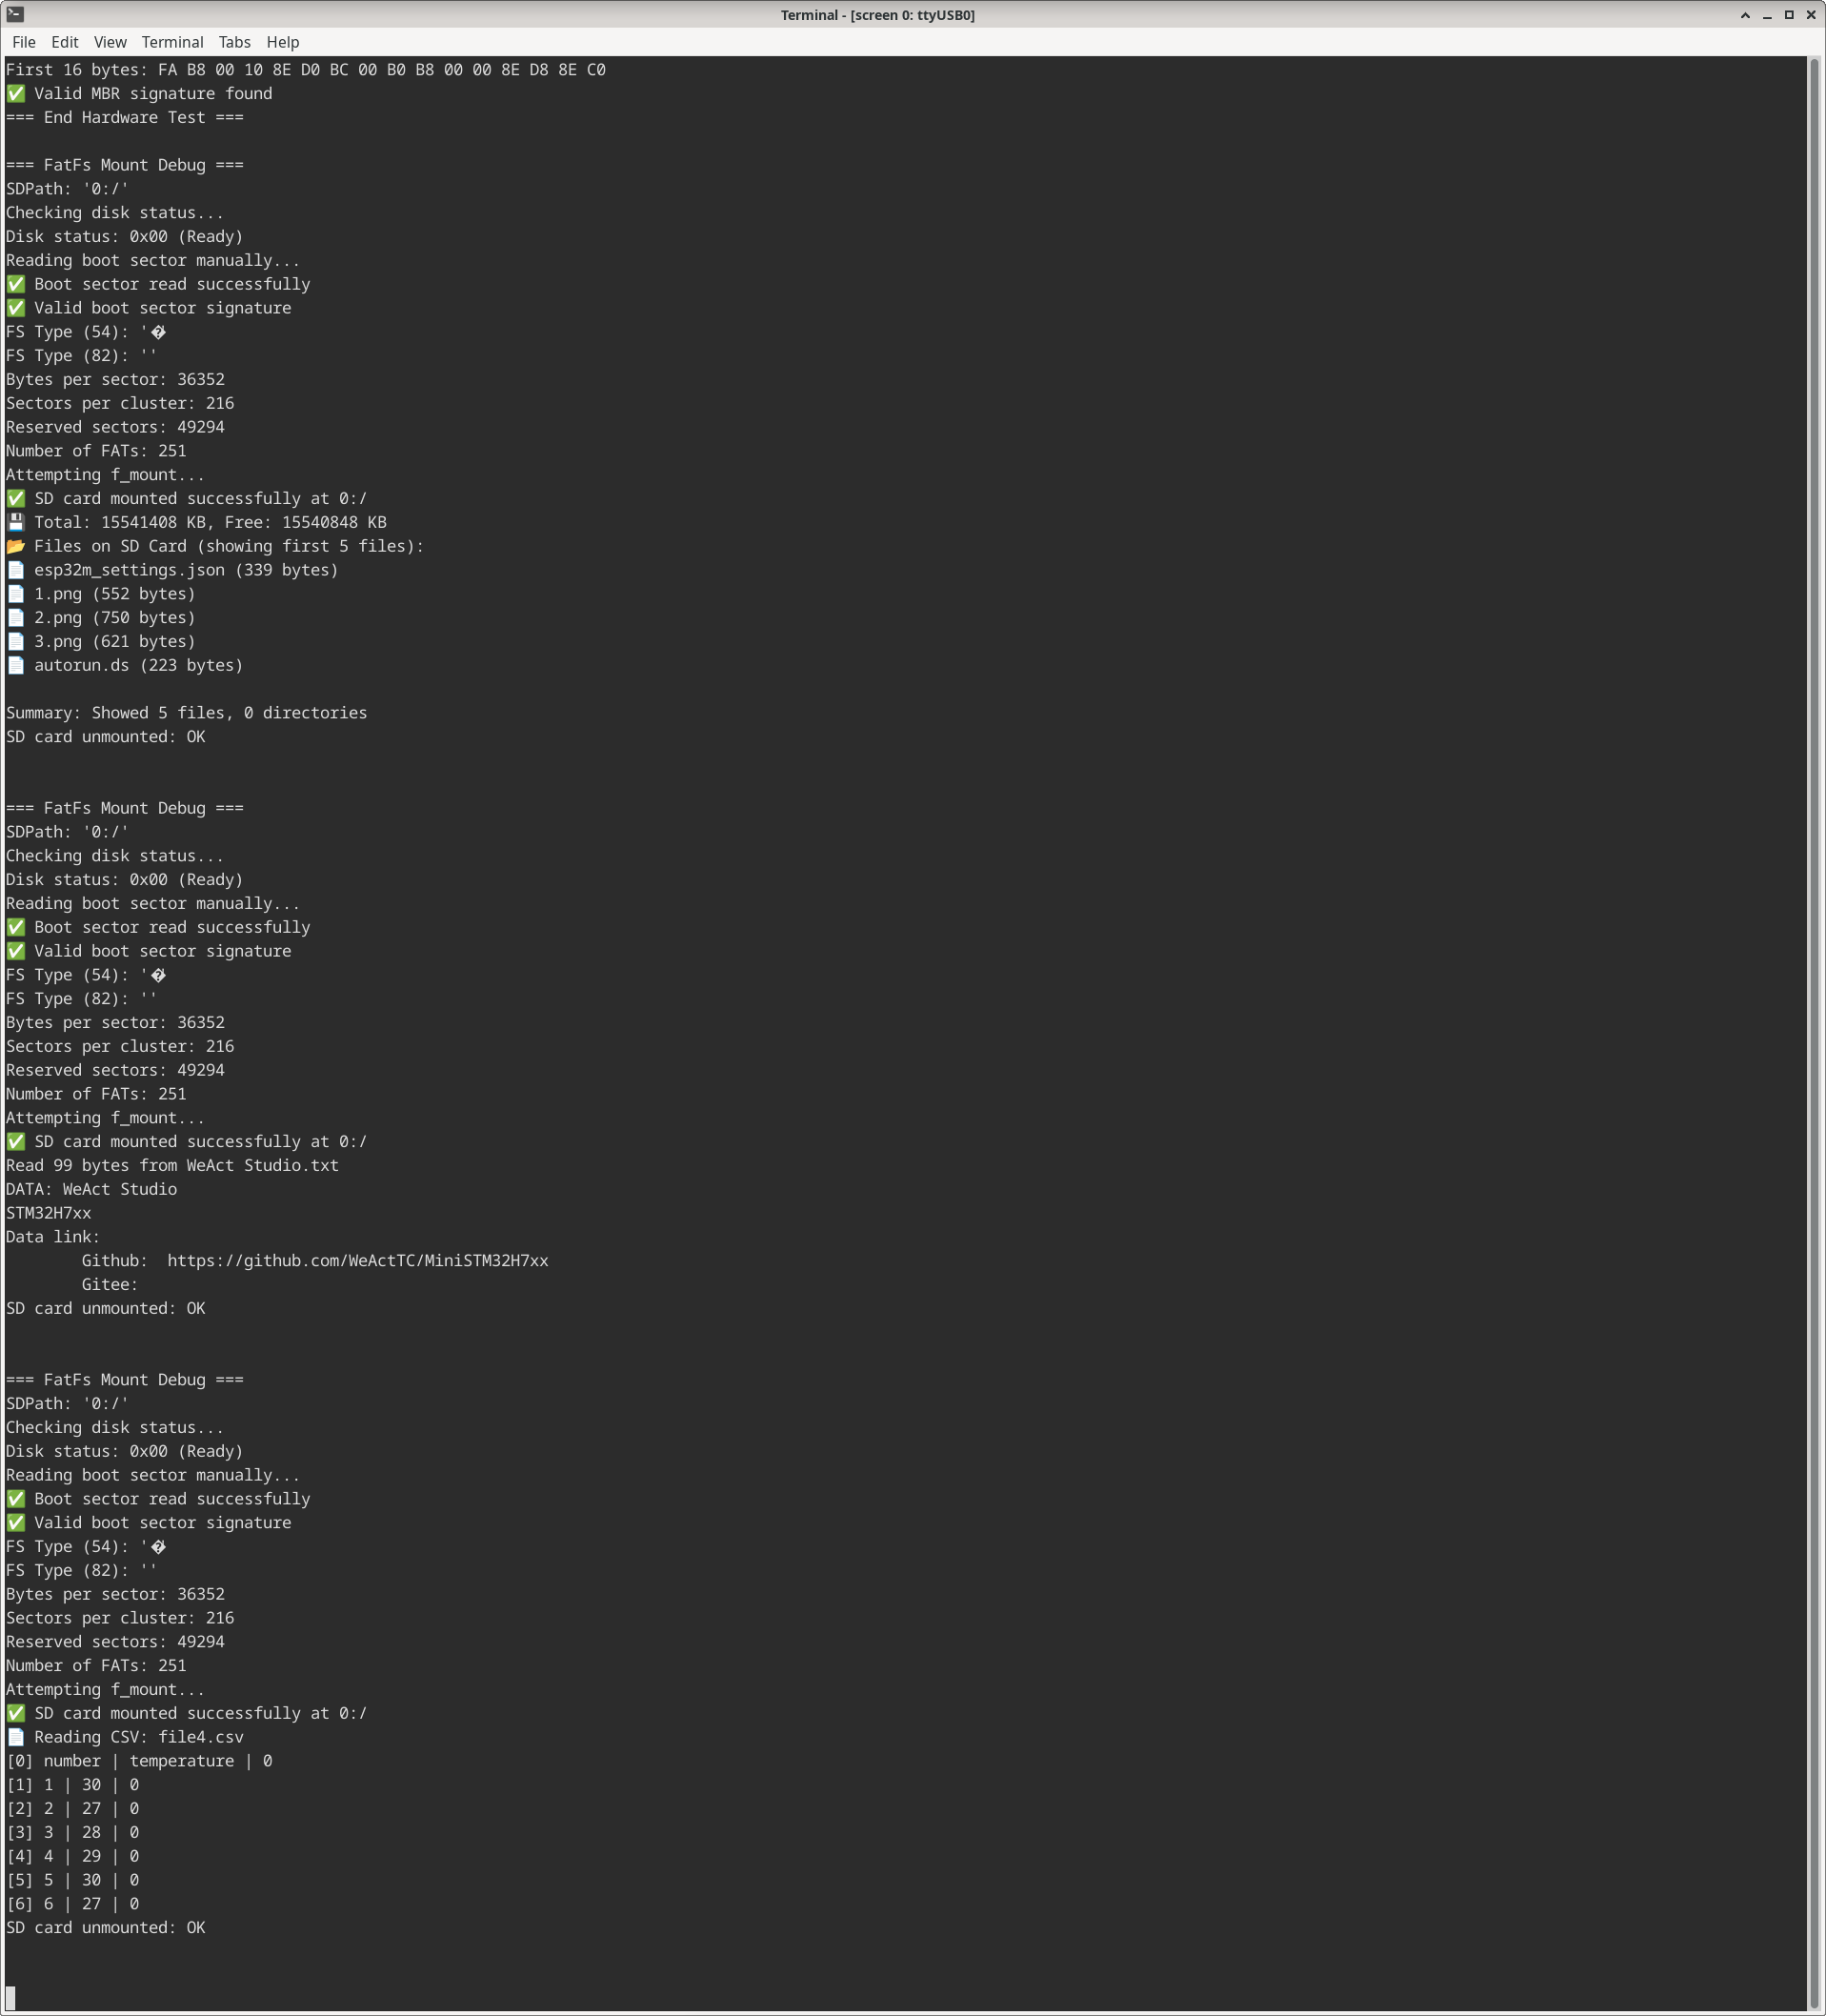 Terminal - [screen 0: ttyUSB0]
File Edit View Terminal Tabs Help
First 16 bytes: FA B8 00 10 8E D0 BC 00 B0 B8 00 00 8E D8 8E C0
✅ Valid MBR signature found
=== End Hardware Test ===

=== FatFs Mount Debug ===
SDPath: '0:/'
Checking disk status...
Disk status: 0x00 (Ready)
Reading boot sector manually...
✅ Boot sector read successfully
✅ Valid boot sector signature
FS Type (54): '�
FS Type (82): ''
Bytes per sector: 36352
Sectors per cluster: 216
Reserved sectors: 49294
Number of FATs: 251
Attempting f_mount...
✅ SD card mounted successfully at 0:/
💾 Total: 15541408 KB, Free: 15540848 KB
📂 Files on SD Card (showing first 5 files):
📄 esp32m_settings.json (339 bytes)
📄 1.png (552 bytes)
📄 2.png (750 bytes)
📄 3.png (621 bytes)
📄 autorun.ds (223 bytes)

Summary: Showed 5 files, 0 directories
SD card unmounted: OK


=== FatFs Mount Debug ===
SDPath: '0:/'
Checking disk status...
Disk status: 0x00 (Ready)
Reading boot sector manually...
✅ Boot sector read successfully
✅ Valid boot sector signature
FS Type (54): '�
FS Type (82): ''
Bytes per sector: 36352
Sectors per cluster: 216
Reserved sectors: 49294
Number of FATs: 251
Attempting f_mount...
✅ SD card mounted successfully at 0:/
Read 99 bytes from WeAct Studio.txt
DATA: WeAct Studio
STM32H7xx
Data link:
        Github:  https://github.com/WeActTC/MiniSTM32H7xx
        Gitee:
SD card unmounted: OK


=== FatFs Mount Debug ===
SDPath: '0:/'
Checking disk status...
Disk status: 0x00 (Ready)
Reading boot sector manually...
✅ Boot sector read successfully
✅ Valid boot sector signature
FS Type (54): '�
FS Type (82): ''
Bytes per sector: 36352
Sectors per cluster: 216
Reserved sectors: 49294
Number of FATs: 251
Attempting f_mount...
✅ SD card mounted successfully at 0:/
📄 Reading CSV: file4.csv
[0] number | temperature | 0
[1] 1 | 30 | 0
[2] 2 | 27 | 0
[3] 3 | 28 | 0
[4] 4 | 29 | 0
[5] 5 | 30 | 0
[6] 6 | 27 | 0
SD card unmounted: OK